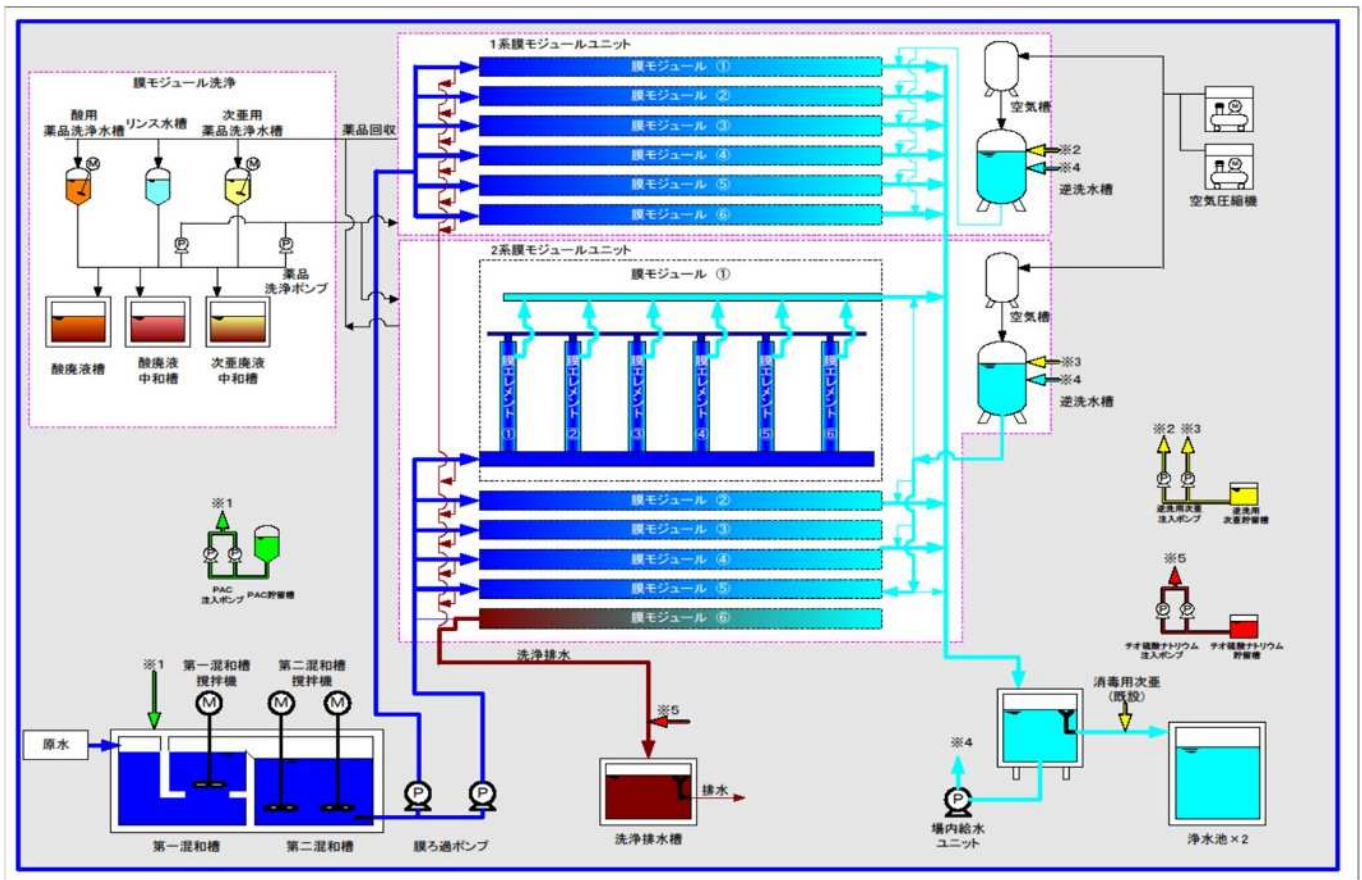 1系膜モジュールユニット
膜モジュール ①
膜モジュール ②
膜モジュール ③
膜モジュール ④
膜モジュール ⑤
膜モジュール ⑥
空気槽
※2
※4
逆洗水槽
M
M
空気圧縮機
膜モジュール洗浄
酸用
薬品洗浄水槽
リンス水槽
次亜用
薬品洗浄水槽
薬品回収
M
M
P
P
薬品
洗浄ポンプ
酸廃液槽
酸廃液
中和槽
次亜廃液
中和槽
2系膜モジュールユニット
膜モジュール ①
膜エレメント ①
膜エレメント ②
膜エレメント ③
膜エレメント ④
膜エレメント ⑤
膜エレメント ⑥
膜モジュール ②
膜モジュール ③
膜モジュール ④
膜モジュール ⑤
膜モジュール ⑥
空気槽
※3
※4
逆洗水槽
※2 ※3
P P
逆洗用次亜
注入ポンプ
逆洗用
次亜貯留槽
※5
P P
チオ硫酸ナトリウム
注入ポンプ
チオ硫酸ナトリウム
貯留槽
※1
P P
PAC
注入ポンプ
PAC貯留槽
洗浄排水
※5
排水
洗浄排水槽
※1
第一混和槽
撹拌機
第二混和槽
撹拌機
M
M
M
原水
第一混和槽
第二混和槽
P
P
膜ろ過ポンプ
消毒用次亜
(既設)
※4
P
場内給水
ユニット
浄水池×2